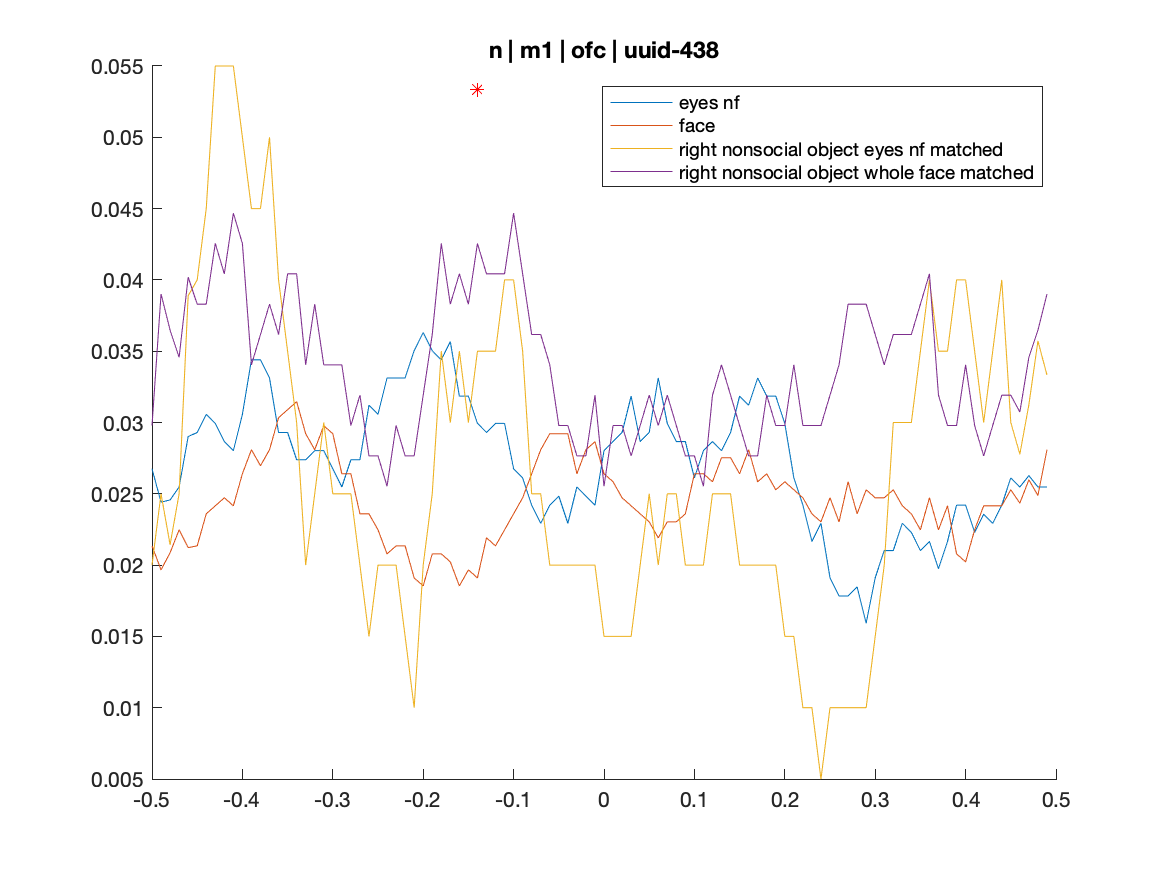 n | m1 | ofc | uuid-438
0.055
0.05
0.045
0.04
0.035
0.03
0.025
0.02
0.015
0.01
0.005
eyes nf
face
right nonsocial object eyes nf matched
right nonsocial object whole face matched
-0.5 -0.4 -0.3 -0.2 -0.1 0 0.1 0.2 0.3 0.4 0.5